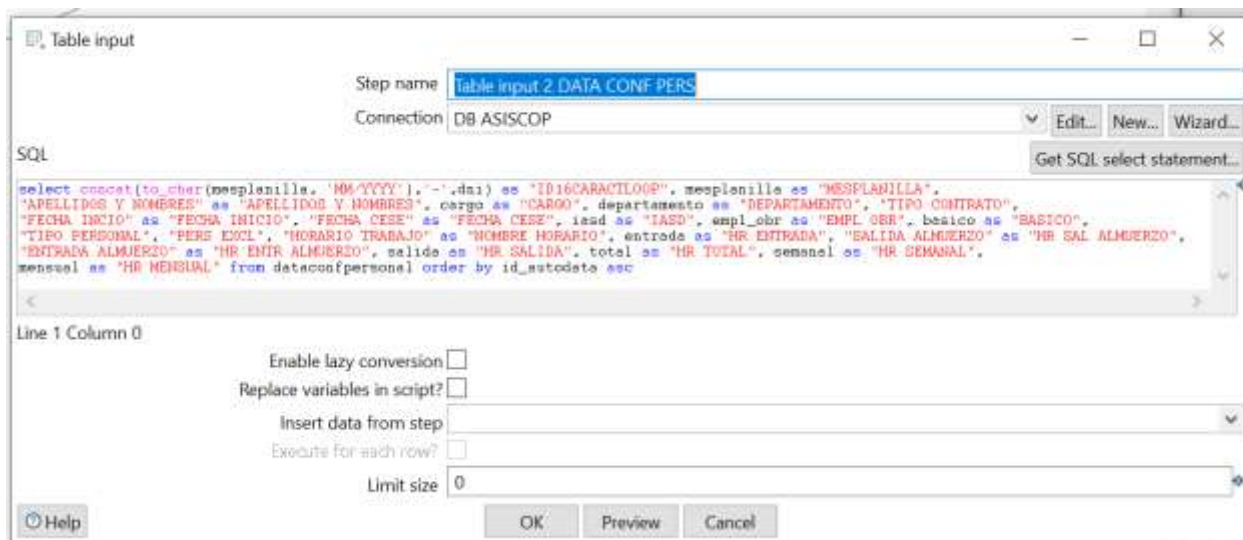 Table input
Step name Table input 2 DATA CONF PERS
Connection DB ASISCOP Edit... New... Wizard...
SQL Get SQL select statement...
select concat(to_char(mesplanilla, 'MM/YYYY'),'-',dni) as "ID16CARACTLOOP", mesplanilla as "MESPLANILLA",
"APELLIDOS Y NOMBRES" as "APELLIDOS Y NOMBRES", cargo as "CARGO", departamento as "DEPARTAMENTO", "TIPO CONTRATO",
"FECHA INCIO" as "FECHA INICIO", "FECHA CESE" as "FECHA CESE", iasd as "IASD", empl_obr as "EMPL OBR", basico as "BASICO",
"TIPO PERSONAL", "PERS EXCL", "HORARIO TRABAJO" as "NOMBRE HORARIO", entrada as "HR ENTRADA", "SALIDA ALMUERZO" as "HR SAL ALMUERZO",
"ENTRADA ALMUERZO" as "HR ENTR ALMUERZO", salida as "HR SALIDA", total as "HR TOTAL", semanal as "HR SEMANAL",
mensual as "HR MENSUAL" from dataconfpersonal order by id_autodata asc
Line 1 Column 0
Enable lazy conversion
Replace variables in script?
Insert data from step
Execute for each row?
Limit size 0
Help OK Preview Cancel